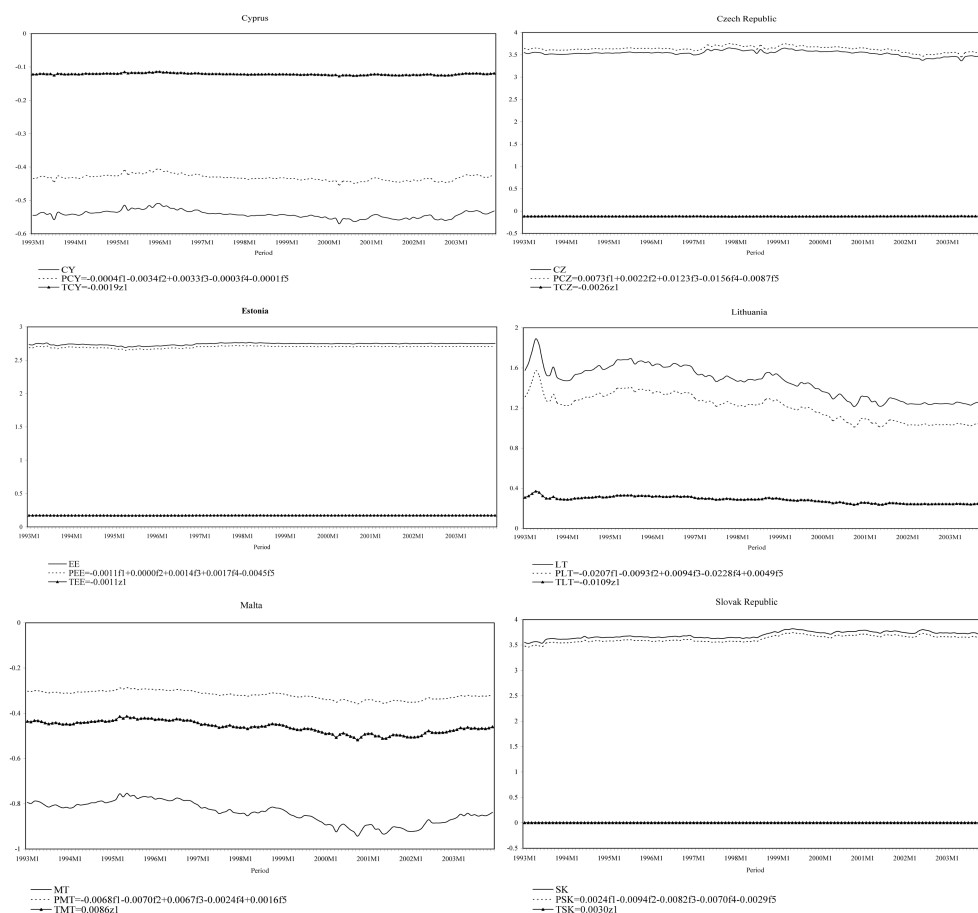 Cyprus
0
-0.1
-0.2
-0.3
-0.4
-0.5
-0.6
1993M1 1994M1 1995M1 1996M1 1997M1 1998M1 1999M1 2000M1 2001M1 2002M1 2003M1
Period
CY
PCY=-0.0004f1-0.0034f2+0.0033f3-0.0003f4-0.0001f5
TCY=-0.0019z1
Czech Republic
4
3.5
3
2.5
2
1.5
1
0.5
0
-0.5
1993M1 1994M1 1995M1 1996M1 1997M1 1998M1 1999M1 2000M1 2001M1 2002M1 2003M1
Period
CZ
PCZ=0.0073f1+0.0022f2+0.0123f3-0.0156f4-0.0087f5
TCZ=-0.0026z1
Estonia
3
2.5
2
1.5
1
0.5
0
1993M1 1994M1 1995M1 1996M1 1997M1 1998M1 1999M1 2000M1 2001M1 2002M1 2003M1
Period
EE
PEE=-0.0011f1+0.0000f2+0.0014f3+0.0017f4-0.0045f5
TEE=-0.0011z1
Lithuania
2
1.6
1.2
0.8
0.4
0
1993M1 1994M1 1995M1 1996M1 1997M1 1998M1 1999M1 2000M1 2001M1 2002M1 2003M1
Period
LT
PLT=-0.0207f1-0.0093f2+0.0094f3-0.0228f4+0.0049f5
TLT=-0.0109z1
Malta
0
-0.2
-0.4
-0.6
-0.8
-1
1993M1 1994M1 1995M1 1996M1 1997M1 1998M1 1999M1 2000M1 2001M1 2002M1 2003M1
Period
MT
PMT=-0.0068f1-0.0070f2+0.0067f3-0.0024f4+0.0016f5
TMT=0.0086z1
Slovak Republic
4
3.5
3
2.5
2
1.5
1
0.5
0
-0.5
1993M1 1994M1 1995M1 1996M1 1997M1 1998M1 1999M1 2000M1 2001M1 2002M1 2003M1
Period
SK
PSK=0.0024f1-0.0094f2-0.0082f3-0.0070f4-0.0029f5
TSK=0.0030z1